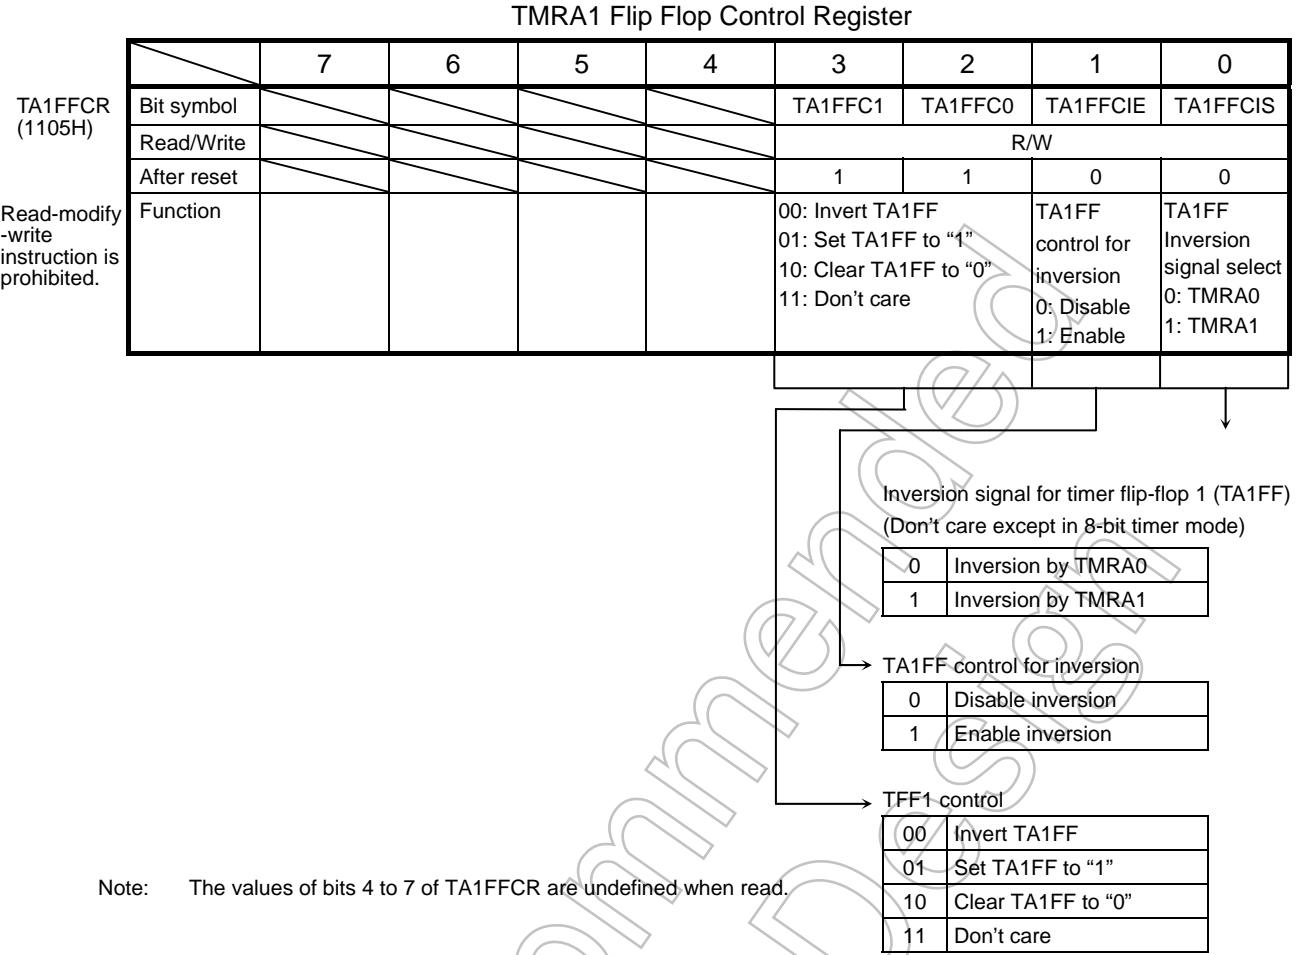 TMRA1 Flip Flop Control Register
7 6 5 4 3 2 1 0
TA1FFCR
(1105H)
Bit symbol TA1FFC1 TA1FFC0 TA1FFCIE TA1FFCIS
Read/Write R/W
After reset 1 1 0 0
Read-modify
-write
instruction is
prohibited.
Function
00: Invert TA1FF
01: Set TA1FF to “1”
10: Clear TA1FF to “0”
11: Don’t care
TA1FF
control for
inversion
0: Disable
1: Enable
TA1FF
Inversion
signal select
0: TMRA0
1: TMRA1
Inversion signal for timer flip-flop 1 (TA1FF)
(Don’t care except in 8-bit timer mode)
0 Inversion by TMRA0
1 Inversion by TMRA1
TA1FF control for inversion
0 Disable inversion
1 Enable inversion
TFF1 control
00 Invert TA1FF
01 Set TA1FF to “1”
10 Clear TA1FF to “0”
11 Don’t care
Note: The values of bits 4 to 7 of TA1FFCR are undefined when read.
ommended
Design